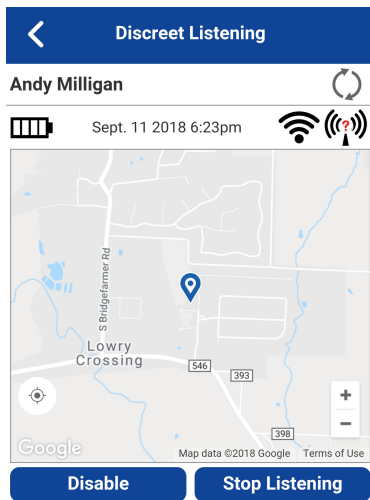 Discreet Listening
Andy Milligan
Sept. 11 2018 6:23pm
?
S Bridgefarmer Rd
Lowry
Crossing
546
393
398
+
−
Google
Map data ©2018 Google Terms of Use
Disable Stop Listening